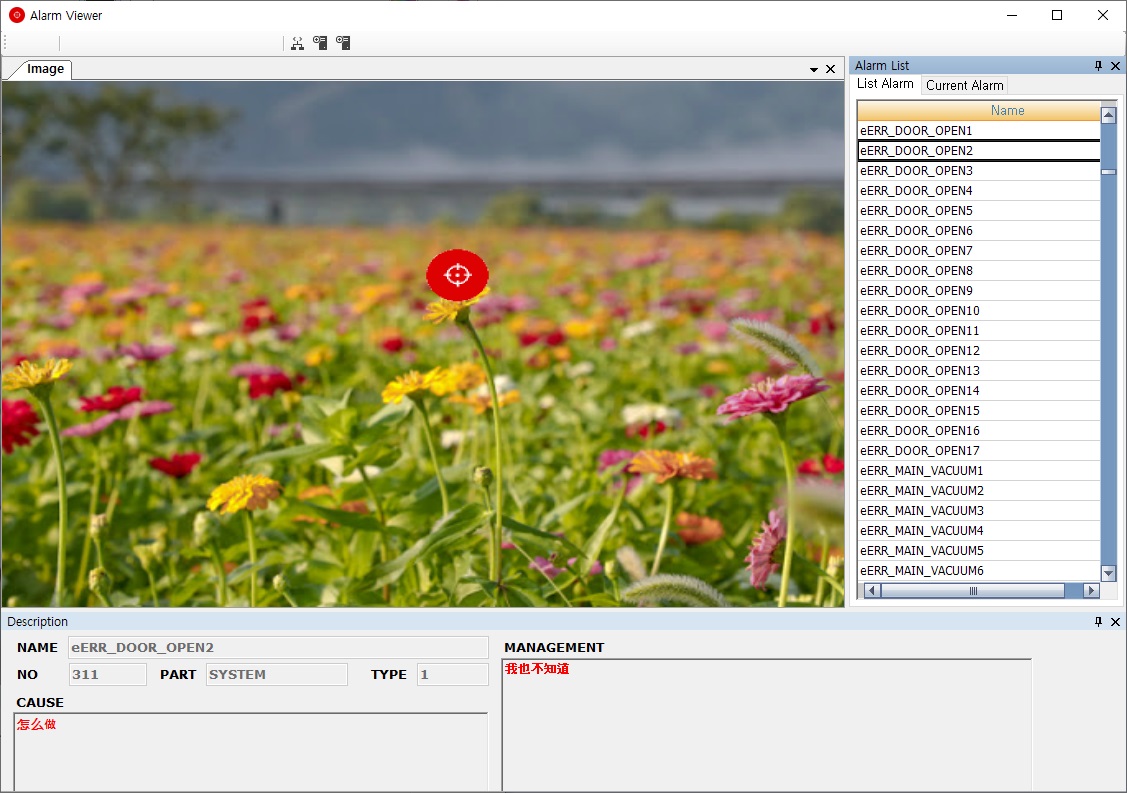 Alarm Viewer
Image
Alarm List
List Alarm
Current Alarm
Name
eERR_DOOR_OPEN1
eERR_DOOR_OPEN2
eERR_DOOR_OPEN3
eERR_DOOR_OPEN4
eERR_DOOR_OPEN5
eERR_DOOR_OPEN6
eERR_DOOR_OPEN7
eERR_DOOR_OPEN8
eERR_DOOR_OPEN9
eERR_DOOR_OPEN10
eERR_DOOR_OPEN11
eERR_DOOR_OPEN12
eERR_DOOR_OPEN13
eERR_DOOR_OPEN14
eERR_DOOR_OPEN15
eERR_DOOR_OPEN16
eERR_DOOR_OPEN17
eERR_MAIN_VACUUM1
eERR_MAIN_VACUUM2
eERR_MAIN_VACUUM3
eERR_MAIN_VACUUM4
eERR_MAIN_VACUUM5
eERR_MAIN_VACUUM6
Description
NAME eERR_DOOR_OPEN2
NO 311 PART SYSTEM TYPE 1
CAUSE
怎么做
MANAGEMENT
我也不知道